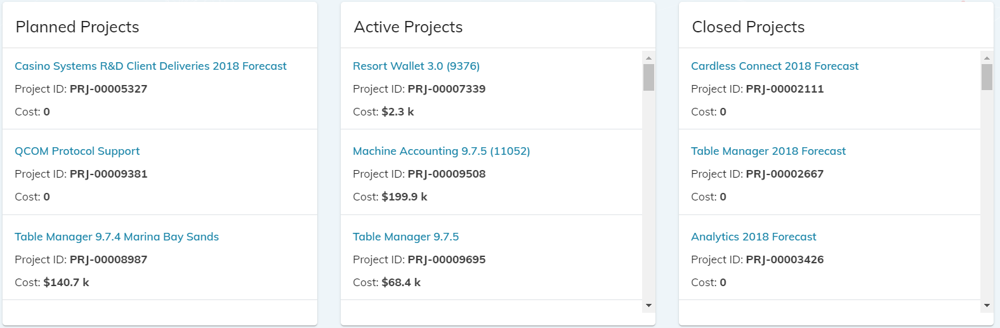 Planned Projects
Casino Systems R&D Client Deliveries 2018 Forecast
Project ID: PRJ-00005327
Cost: 0
QCOM Protocol Support
Project ID: PRJ-00009381
Cost: 0
Table Manager 9.7.4 Marina Bay Sands
Project ID: PRJ-00008987
Cost: $140.7 k
Active Projects
Resort Wallet 3.0 (9376)
Project ID: PRJ-00007339
Cost: $2.3 k
Machine Accounting 9.7.5 (11052)
Project ID: PRJ-00009508
Cost: $199.9 k
Table Manager 9.7.5
Project ID: PRJ-00009695
Cost: $68.4 k
Closed Projects
Cardless Connect 2018 Forecast
Project ID: PRJ-00002111
Cost: 0
Table Manager 2018 Forecast
Project ID: PRJ-00002667
Cost: 0
Analytics 2018 Forecast
Project ID: PRJ-00003426
Cost: 0